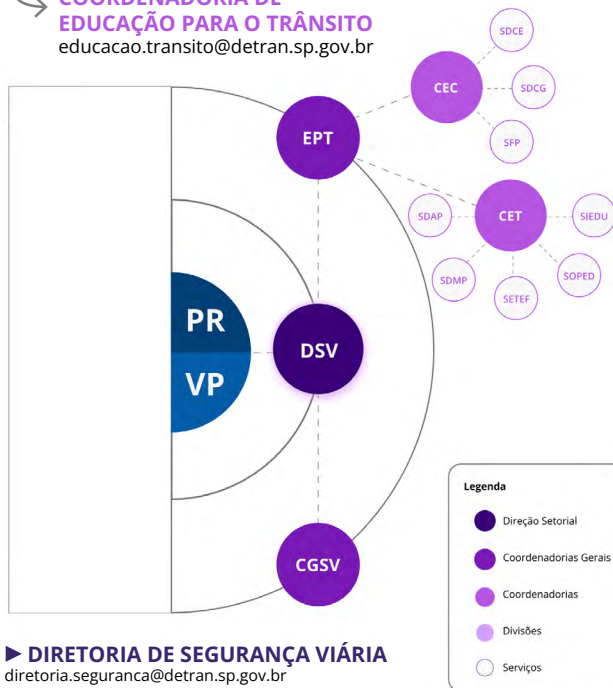 COORDENADORIA DE
EDUCAÇÃO PARA O TRÂNSITO
educacao.transito@detran.sp.gov.br
SDCE
CEC
SDCG
SFP
EPT
CET
SDAP
SIEDU
SDMP
SETEF
SOPED
PR
VP
DSV
CGSV
Legenda
Direção Setorial
Coordenadorias Gerais
Coordenadorias
Divisões
Serviços
DIRETORIA DE SEGURANÇA VIÁRIA
diretoria.seguranca@detran.sp.gov.br